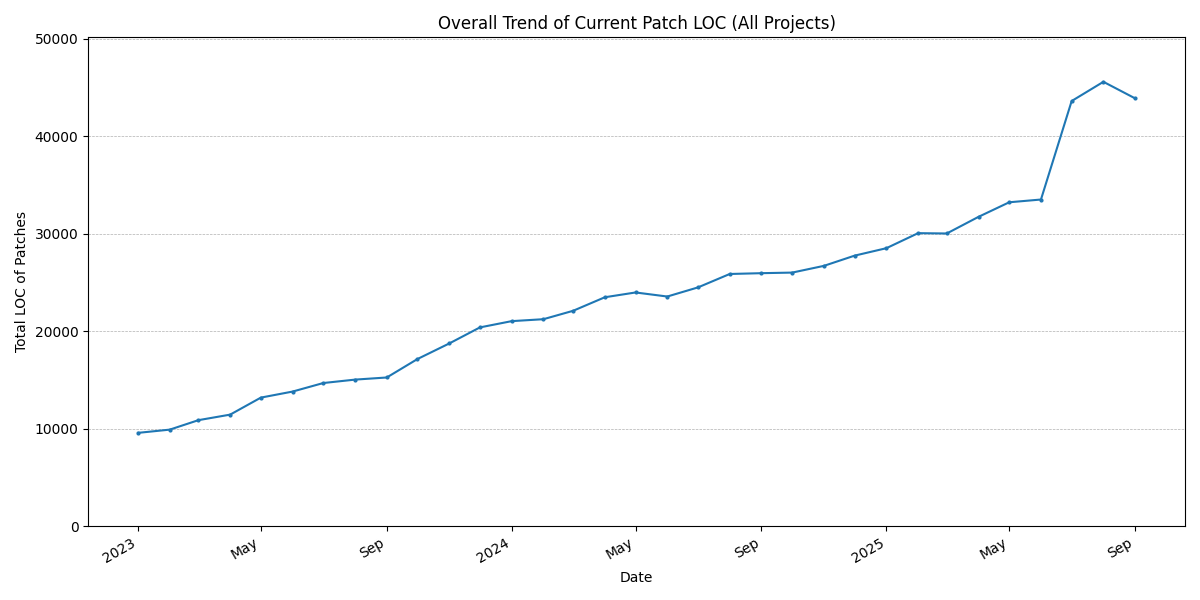 Overall Trend of Current Patch LOC (All Projects)
50000
40000
30000
20000
10000
0
Total LOC of Patches
2023
May
Sep
2024
May
Sep
2025
May
Sep
Date